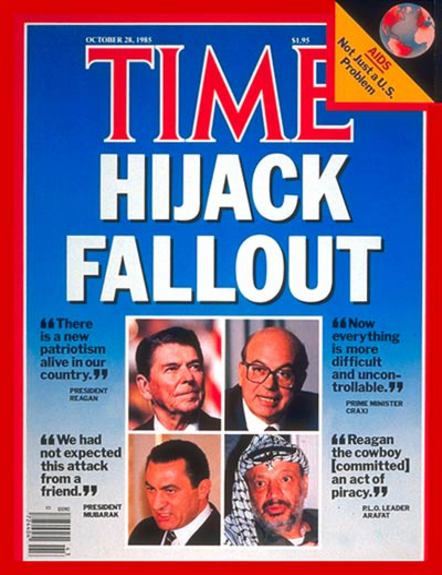 OCTOBER 28, 1985
$1.95
AIDS
Not Just a U.S.
Problem
TIME
HIJACK
FALLOUT
“There
is a new
patriotism
alive in our
country.”
PRESIDENT
REAGAN
“Now
everything
is more
difficult
and uncon-
trollable.”
PRIME MINISTER
CRAXI
“We had
not expected
this attack
from a
friend.”
PRESIDENT
MUBARAK
“Reagan
the cowboy
[committed]
an act of
piracy.”
P.L.O. LEADER
ARAFAT